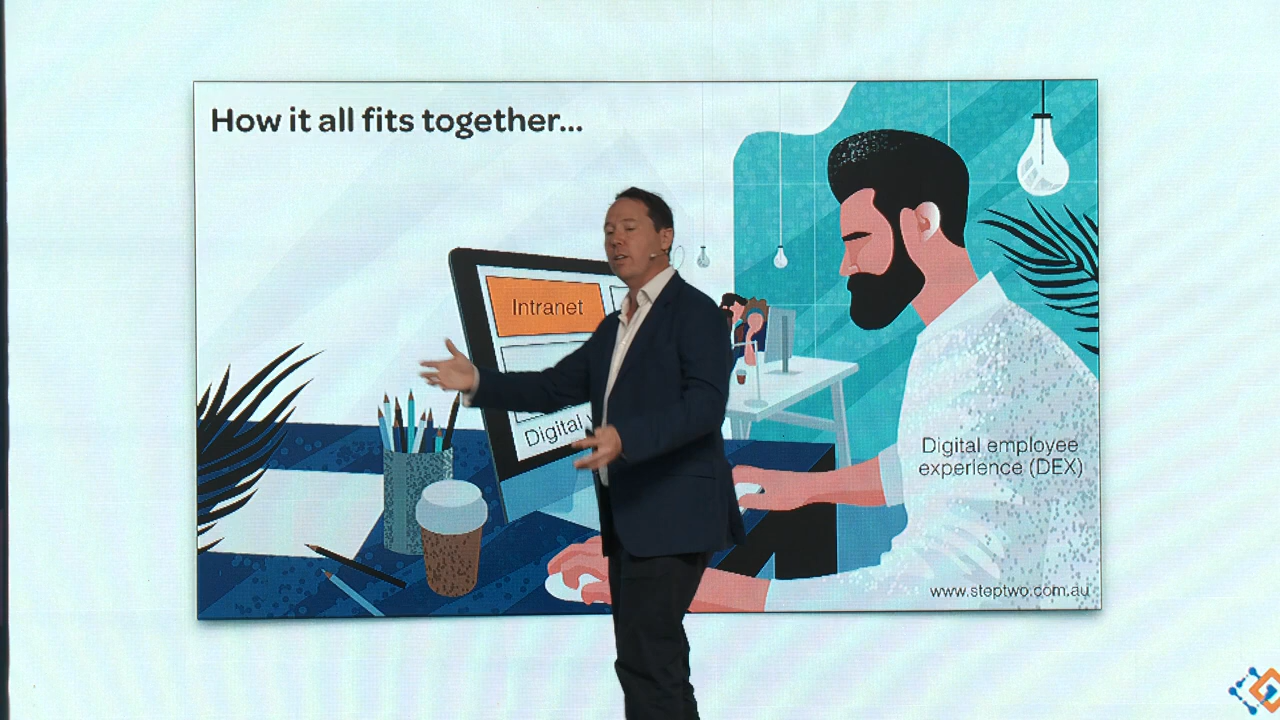 How it all fits together...
Intranet
Digital
Digital employee
experience (DEX)
www.steptwo.com.au